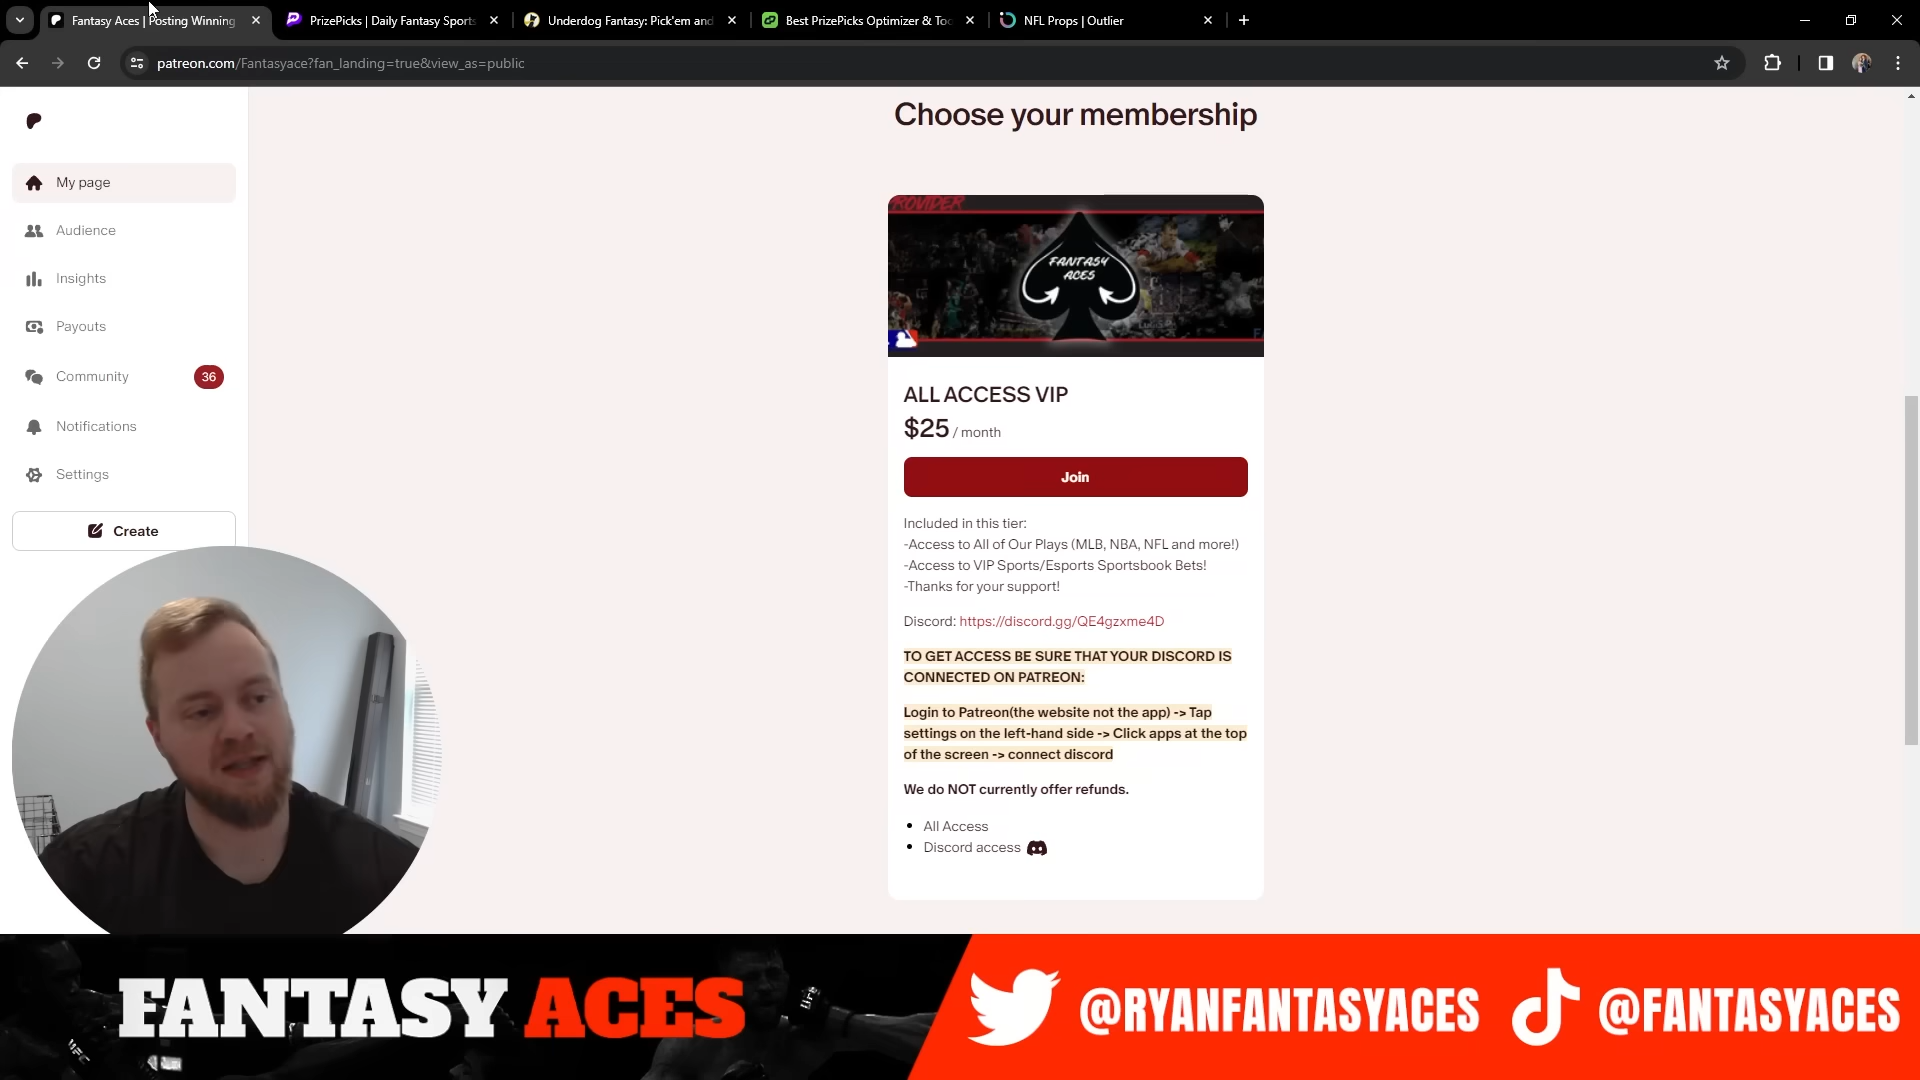 Fantasy Aces | Posting Winning
PrizePicks | Daily Fantasy Sports
Underdog Fantasy: Pick'em and
Best PrizePicks Optimizer & Too
NFL Props | Outlier
patreon.com/Fantasyace?fan_landing=true&view_as=public
My page
Audience
Insights
Payouts
Community
36
Notifications
Settings
Create
Choose your membership
ROVIDER
FANTASY
ACES
ALL ACCESS VIP
$25 / month
Join
Included in this tier:
-Access to All of Our Plays (MLB, NBA, NFL and more!)
-Access to VIP Sports/Esports Sportsbook Bets!
-Thanks for your support!
Discord: https://discord.gg/QE4gzxme4D
TO GET ACCESS BE SURE THAT YOUR DISCORD IS
CONNECTED ON PATREON:
Login to Patreon(the website not the app) -> Tap
settings on the left-hand side -> Click apps at the top
of the screen -> connect discord
We do NOT currently offer refunds.
• All Access
• Discord access
FANTASY ACES
@RYANFANTASYACES
@FANTASYACES
UFC
UFC